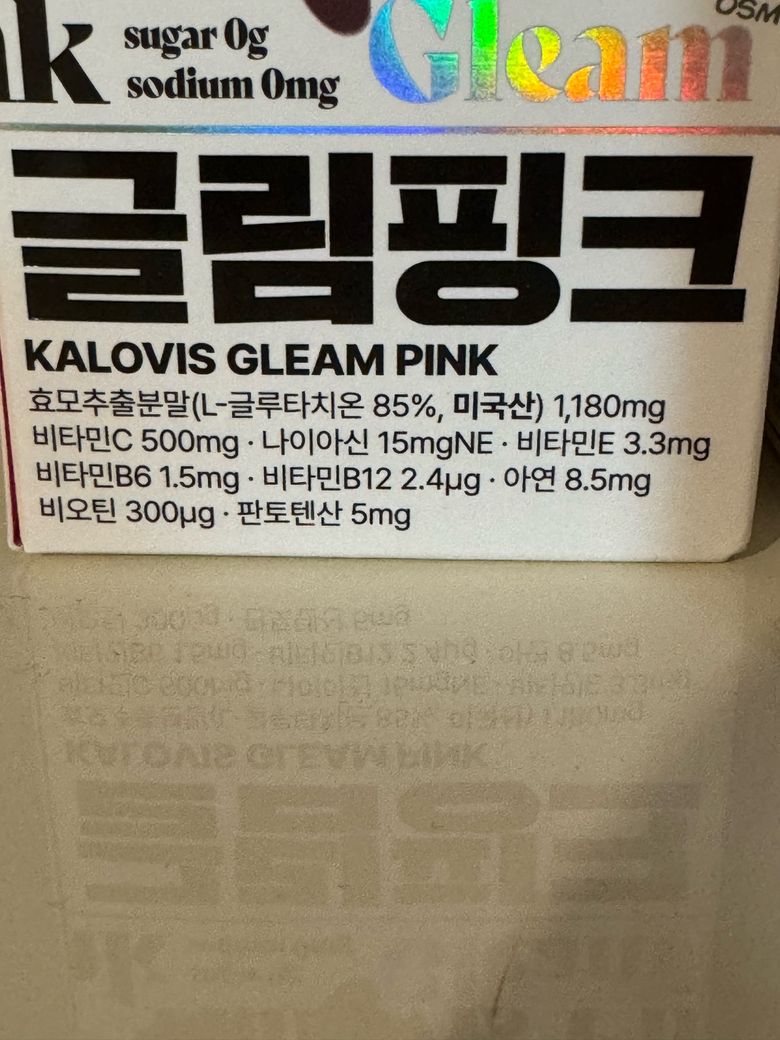 sugar 0g
sodium 0mg
Gleam
글림핑크
KALOVIS GLEAM PINK
효모추출분말(L-글루타치온 85%, 미국산) 1,180mg
비타민C 500mg · 나이아신 15mgNE · 비타민E 3.3mg
비타민B6 1.5mg · 비타민B12 2.4μg · 아연 8.5mg
비오틴 300μg · 판토텐산 5mg